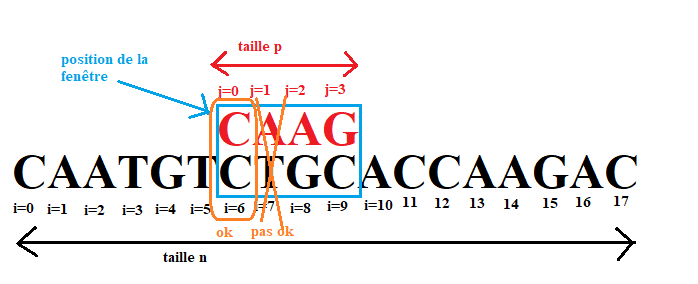 taille p
position de la
fenêtre
j=0 j=1 j=2 j=3
CAAG
CAATGTCTGCACCAAGAC
i=0 i=1 i=2 i=3 i=4 i=5 i=6 i=7 i=8 i=9 i=10 11 12 13 14 15 16 17
ok pas ok
taille n